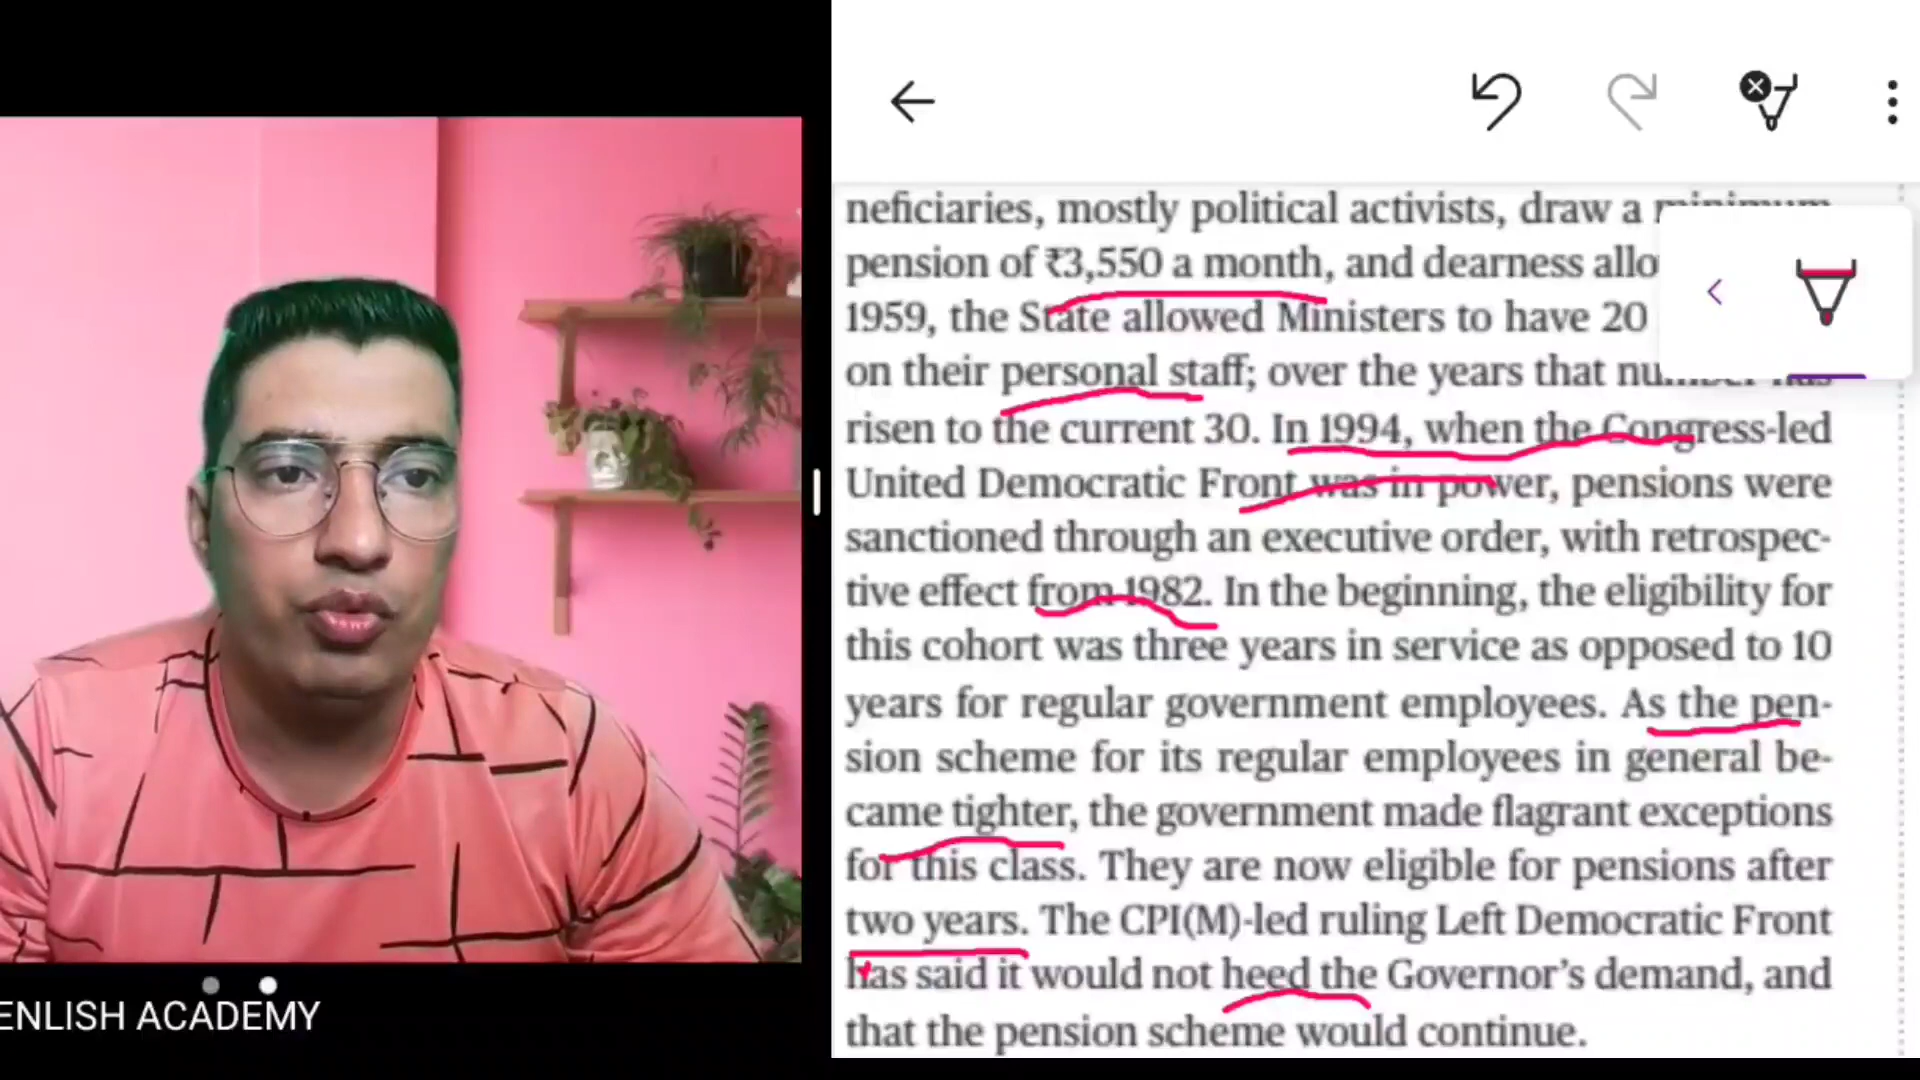 neficiaries, mostly political activists, draw a minimum
pension of ₹3,550 a month, and dearness allo
1959, the State allowed Ministers to have 20
on their personal staff; over the years that number has
risen to the current 30. In 1994, when the Congress-led
United Democratic Front was in power, pensions were
sanctioned through an executive order, with retrospec-
tive effect from 1982. In the beginning, the eligibility for
this cohort was three years in service as opposed to 10
years for regular government employees. As the pen-
sion scheme for its regular employees in general be-
came tighter, the government made flagrant exceptions
for this class. They are now eligible for pensions after
two years. The CPI(M)-led ruling Left Democratic Front
has said it would not heed the Governor's demand, and
that the pension scheme would continue.
ENLISH ACADEMY